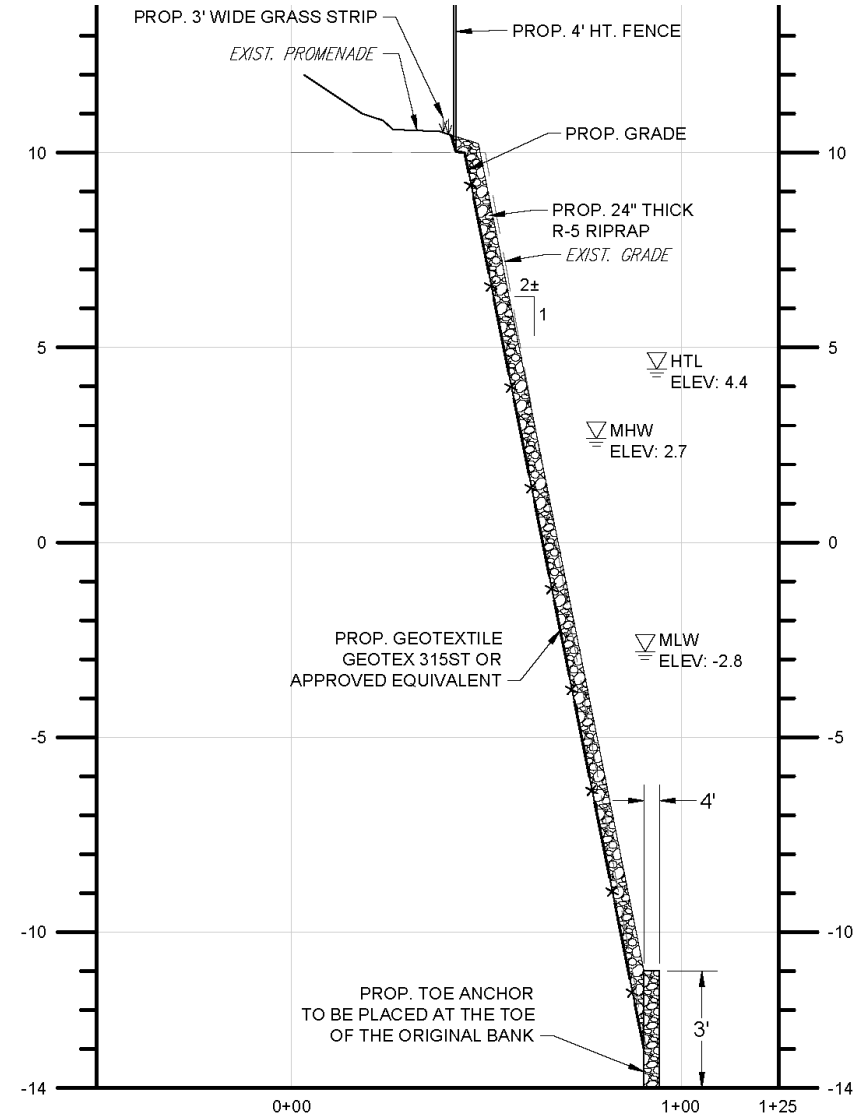 PROP. 3' WIDE GRASS STRIP
PROP. 4' HT. FENCE
EXIST. PROMENADE
PROP. GRADE
10
10
PROP. 24" THICK
R-5 RIPRAP
EXIST. GRADE
2±
1
5
5
HTL
ELEV: 4.4
MHW
ELEV: 2.7
0
0
PROP. GEOTEXTILE
GEOTEX 315ST OR
APPROVED EQUIVALENT
MLW
ELEV: -2.8
-5
-5
4'
-10
-10
PROP. TOE ANCHOR
TO BE PLACED AT THE TOE
OF THE ORIGINAL BANK
3'
-14
-14
0+00
1+00
1+25